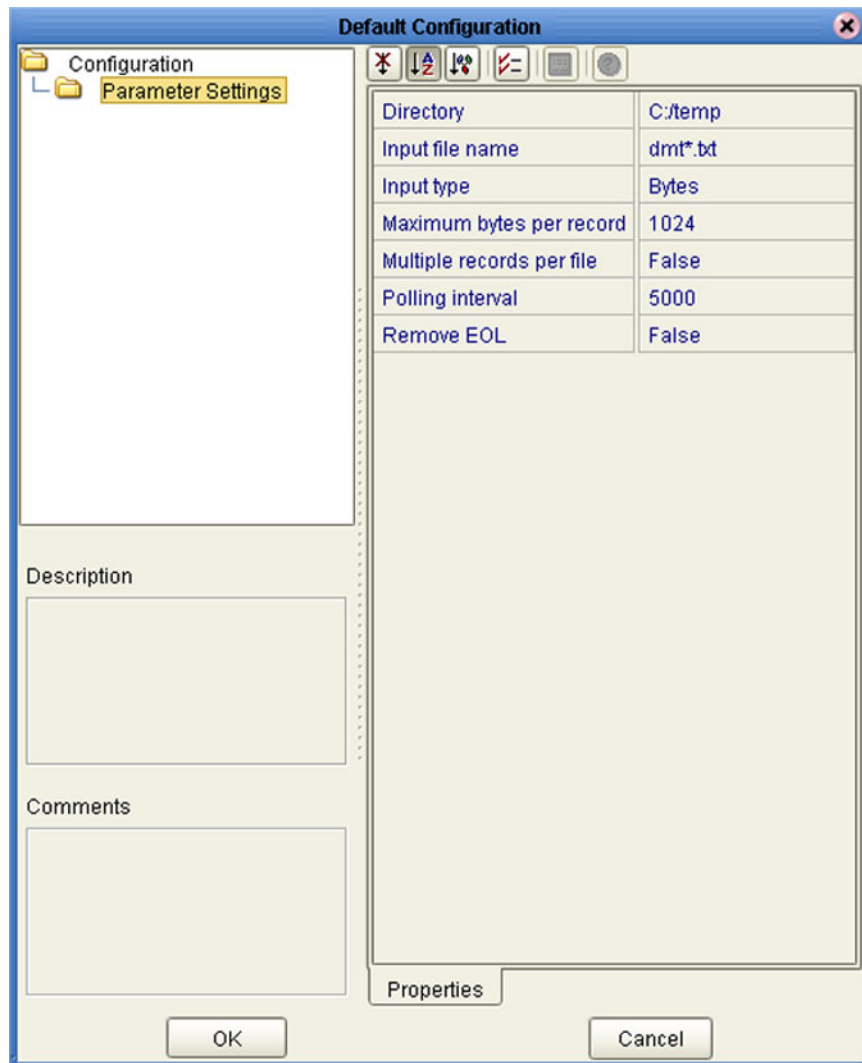 Default Configuration
Configuration
Parameter Settings
Directory C:/temp
Input file name dmt*.txt
Input type Bytes
Maximum bytes per record 1024
Multiple records per file False
Polling interval 5000
Remove EOL False
Description
Comments
Properties
OK
Cancel